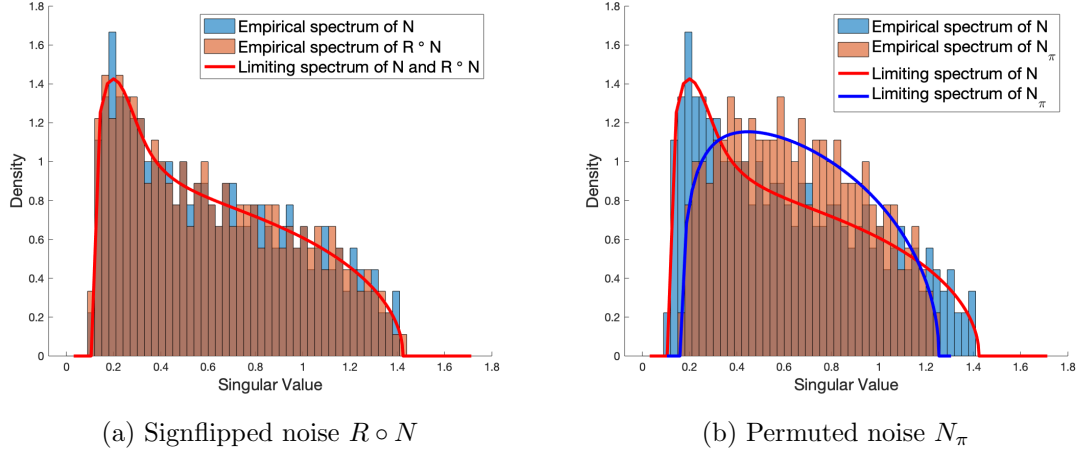 1.8
1.6
1.4
1.2
1
0.8
0.6
0.4
0.2
0
Density
Empirical spectrum of N
Empirical spectrum of R ° N
Limiting spectrum of N and R ° N
0 0.2 0.4 0.6 0.8 1 1.2 1.4 1.6 1.8
Singular Value
(a) Signflipped noise R ∘ N
1.8
1.6
1.4
1.2
1
0.8
0.6
0.4
0.2
0
Density
Empirical spectrum of N
Empirical spectrum of N_π
Limiting spectrum of N
Limiting spectrum of N_π
0 0.2 0.4 0.6 0.8 1 1.2 1.4 1.6 1.8
Singular Value
(b) Permuted noise N_π